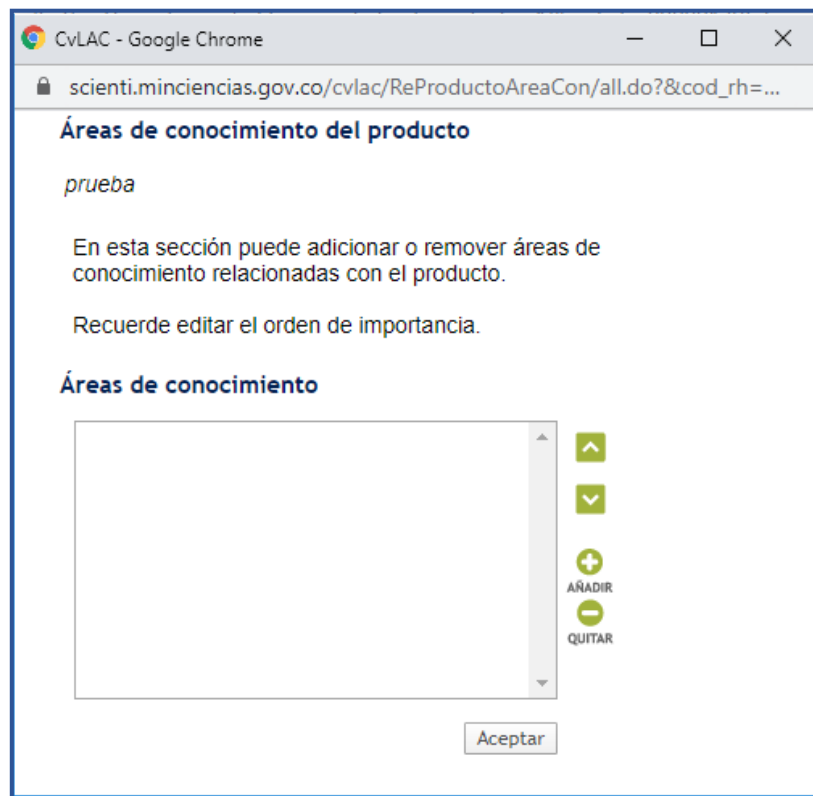 CvLAC - Google Chrome
scienti.minciencias.gov.co/cvlac/ReProductoAreaCon/all.do?&cod_rh=...
Áreas de conocimiento del producto
prueba
En esta sección puede adicionar o remover áreas de
conocimiento relacionadas con el producto.
Recuerde editar el orden de importancia.
Áreas de conocimiento
AÑADIR
QUITAR
Aceptar